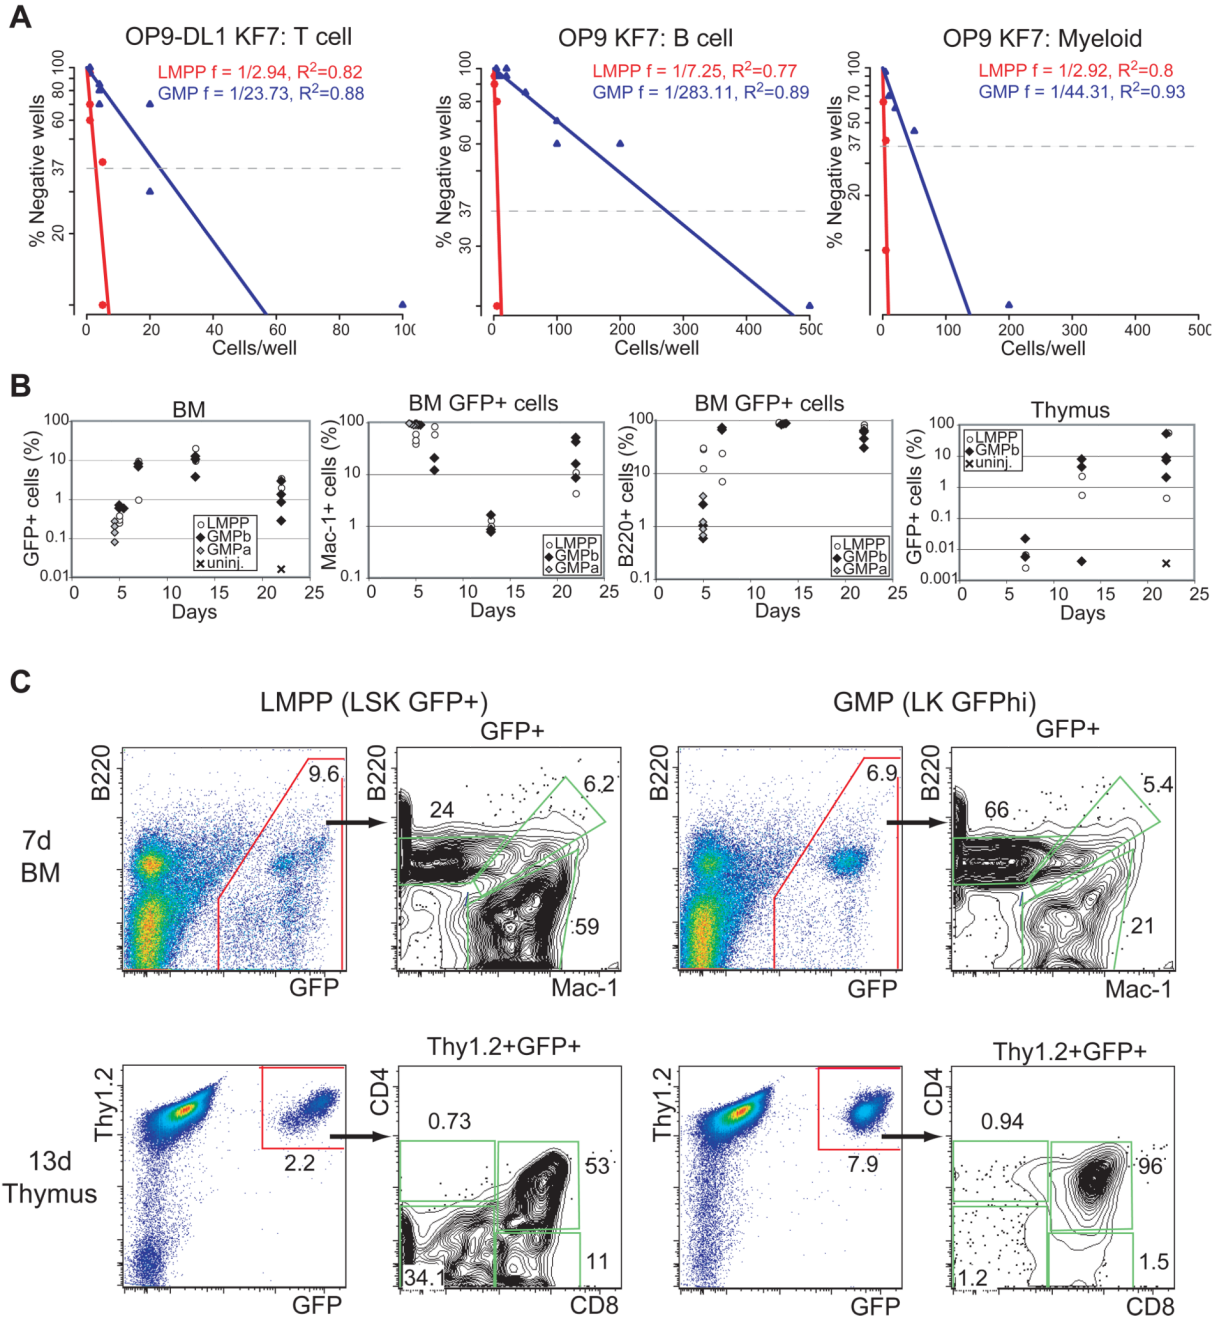 A
OP9-DL1 KF7: T cell
LMPP f = 1/2.94, R²=0.82
GMP f = 1/23.73, R²=0.88
% Negative wells
100
80
60
37
20
0 20 40 60 80 100
Cells/well
OP9 KF7: B cell
LMPP f = 1/7.25, R²=0.77
GMP f = 1/283.11, R²=0.89
% Negative wells
100
80
60
37
30
0 100 200 300 400 500
Cells/well
OP9 KF7: Myeloid
LMPP f = 1/2.92, R²=0.8
GMP f = 1/44.31, R²=0.93
% Negative wells
100
70
50
37
20
0 100 200 300 400 500
Cells/well
B
BM
GFP+ cells (%)
100
10
1
0.1
0.01
LMPP
GMPb
GMPa
uninj.
0 5 10 15 20 25
Days
BM GFP+ cells
Mac-1+ cells (%)
100
10
1
0.1
LMPP
GMPb
GMPa
0 5 10 15 20 25
Days
BM GFP+ cells
B220+ cells (%)
100
10
1
0.1
LMPP
GMPb
GMPa
0 5 10 15 20 25
Days
Thymus
GFP+ cells (%)
100
10
1
0.1
0.01
0.001
LMPP
GMPb
uninj.
0 5 10 15 20 25
Days
C
LMPP (LSK GFP+)
GMP (LK GFPhi)
7d
BM
B220
9.6
GFP
GFP+
B220
24
6.2
59
Mac-1
B220
6.9
GFP
GFP+
B220
66
5.4
21
Mac-1
13d
Thymus
Thy1.2
2.2
GFP
Thy1.2+GFP+
CD4
0.73
53
34.1
11
CD8
Thy1.2
7.9
GFP
Thy1.2+GFP+
CD4
0.94
96
1.2
1.5
CD8